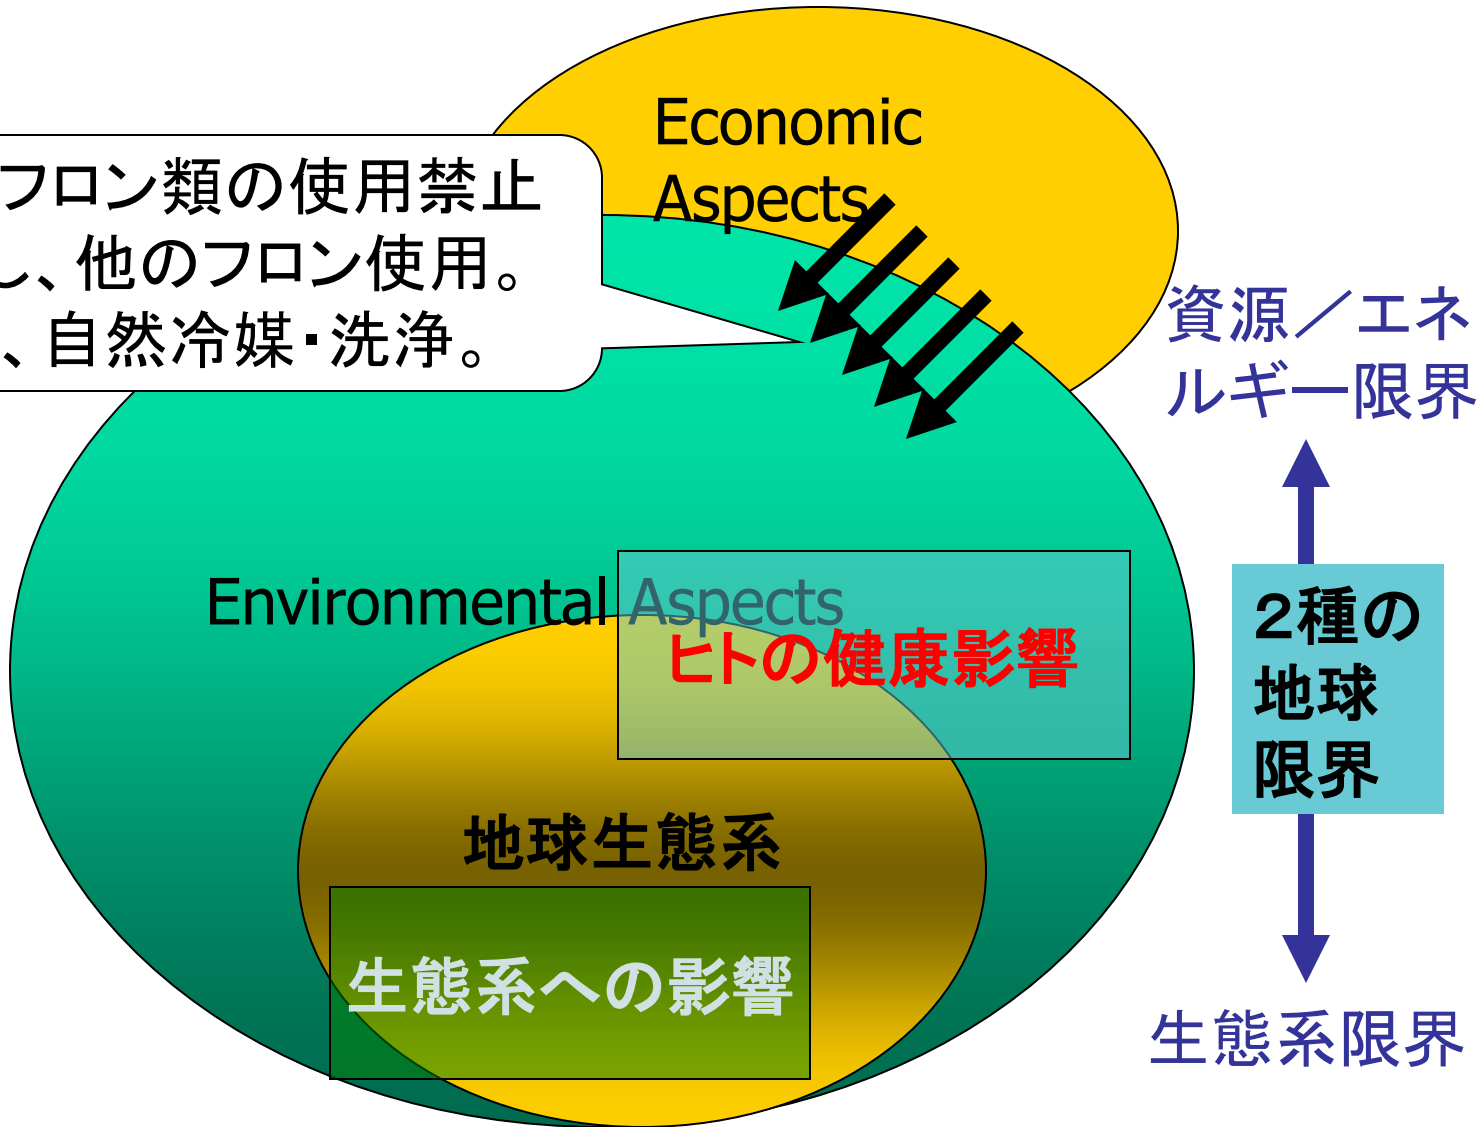 Economic
Aspects
フロン類の使用禁止
し、他のフロン使用。
、自然冷媒・洗浄。
資源／エネ
ルギー限界
Environmental Aspects
ヒトの健康影響
２種の
地球
限界
地球生態系
生態系への影響
生態系限界